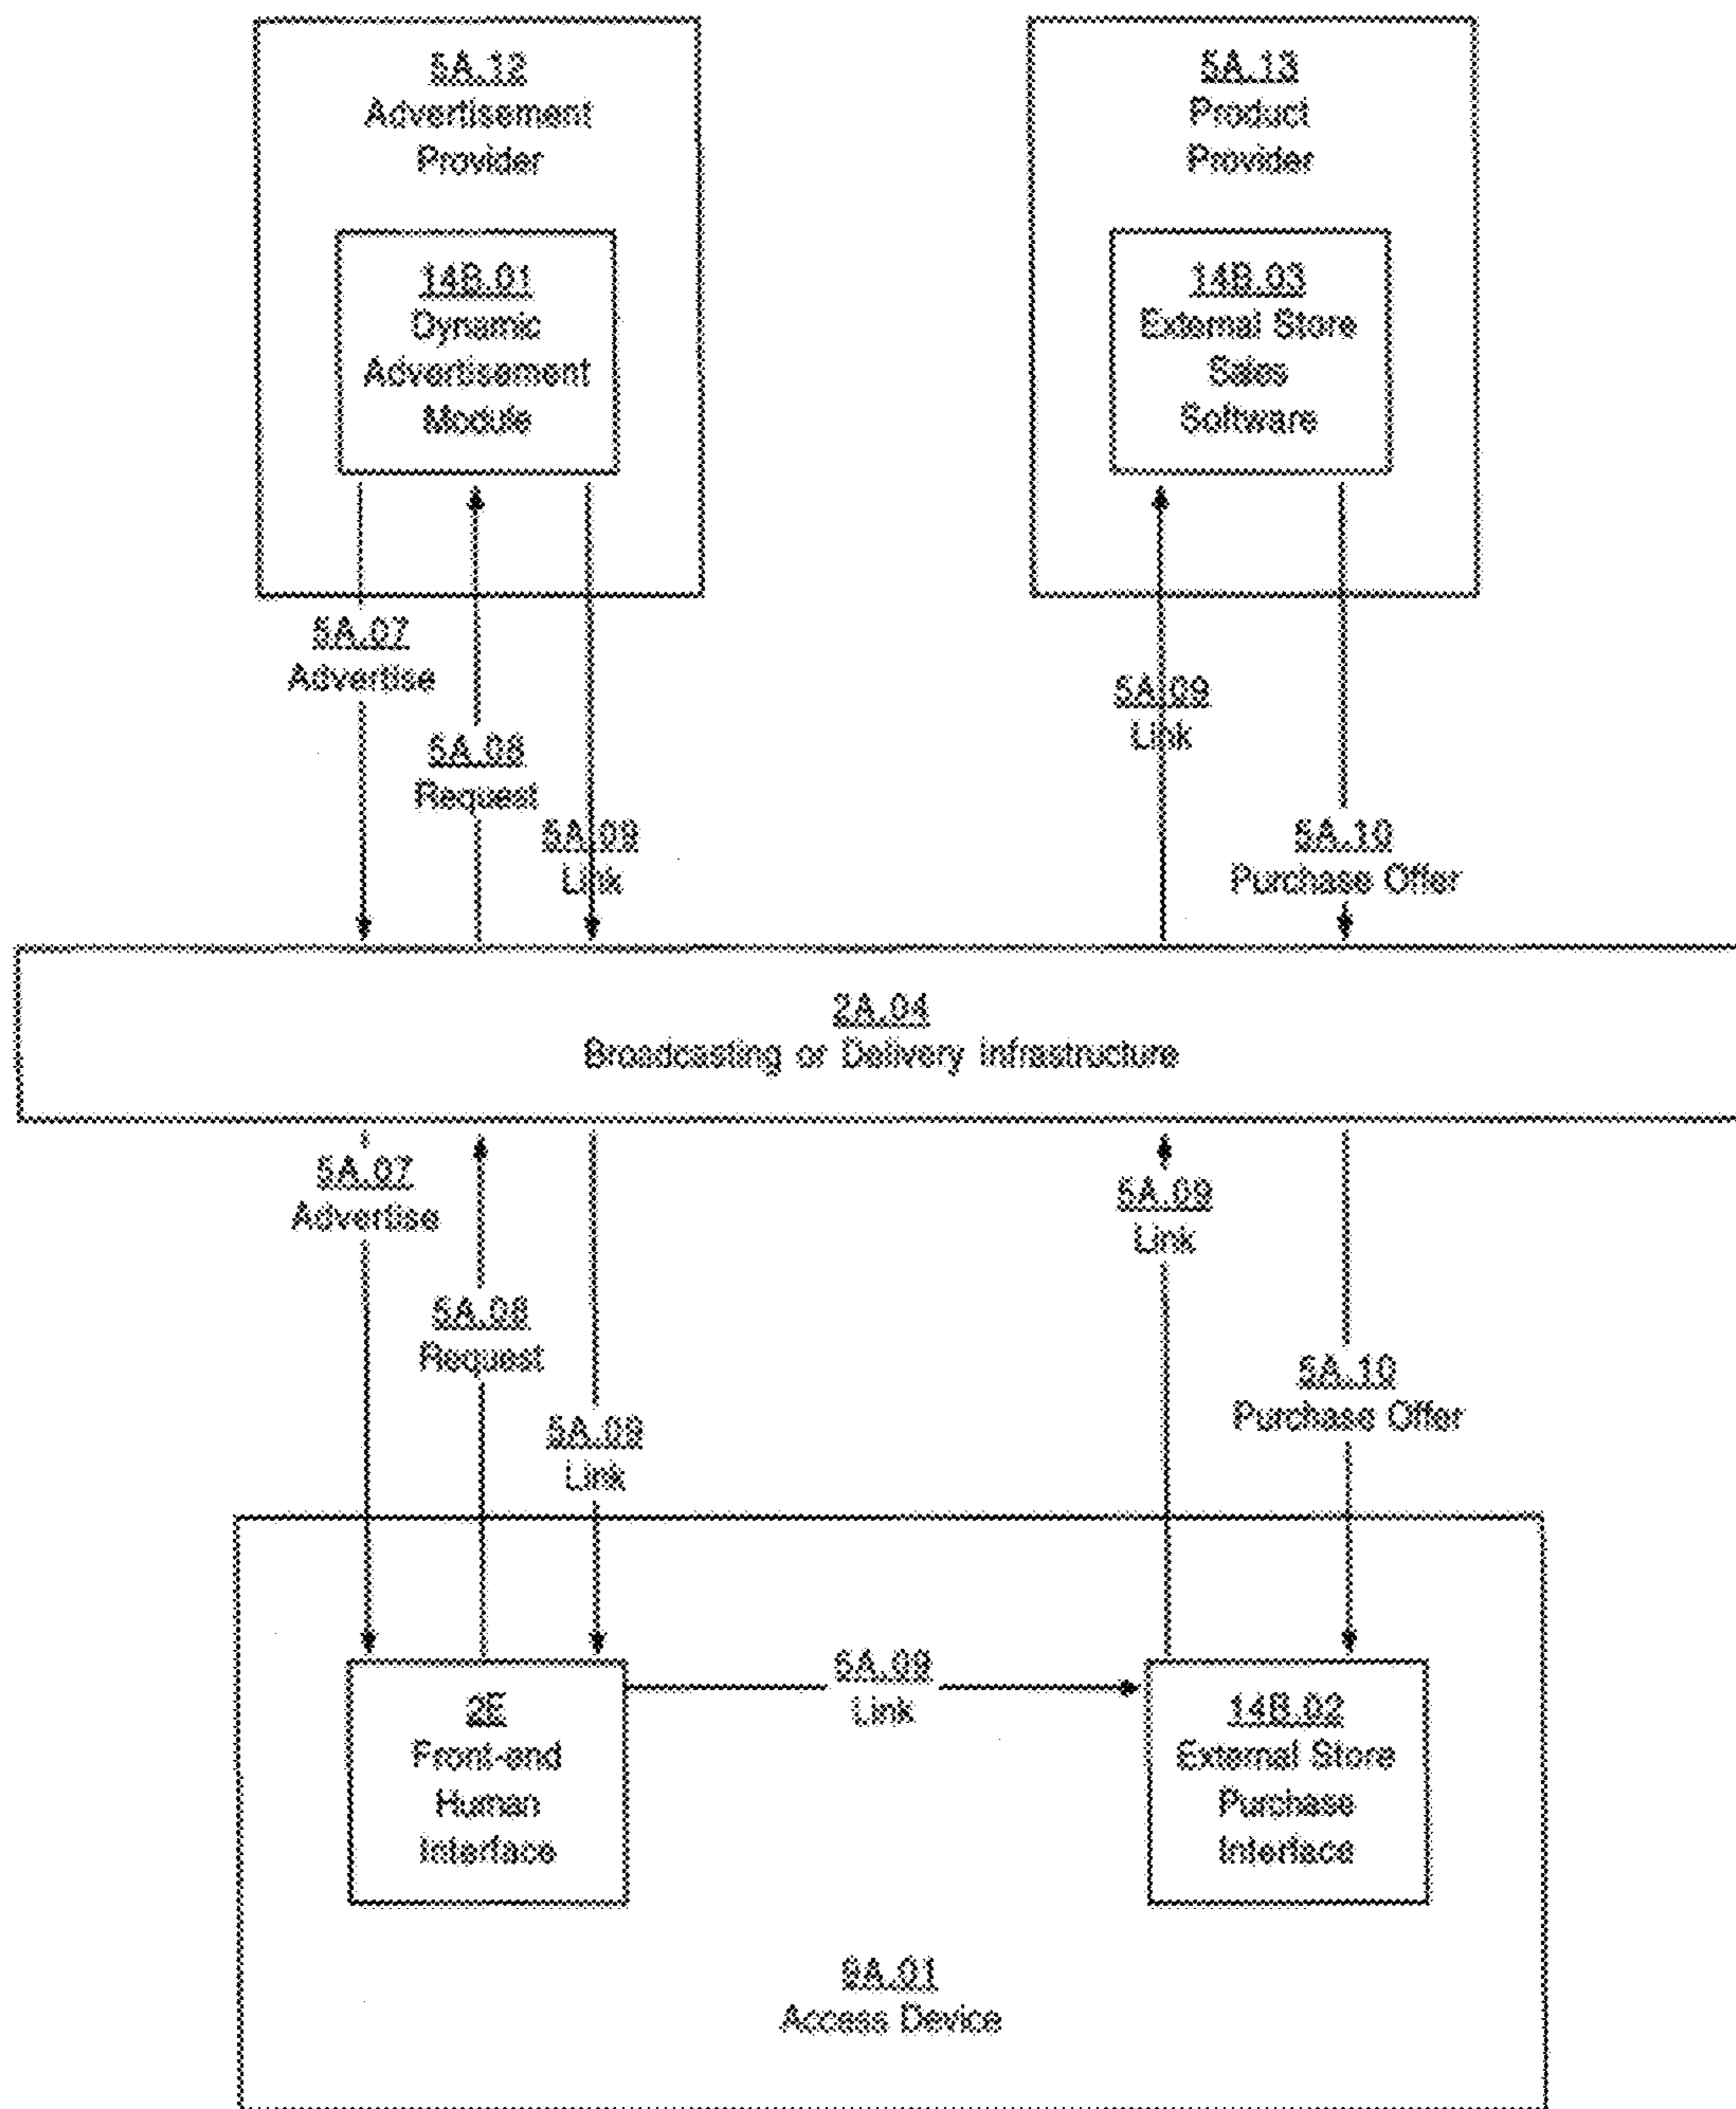 5A.12
Advertisement
Provider
5A.13
Product
Provider
14B.01
Dynamic
Advertisement
Module
14B.03
External Store
Sales
Software
5A.07
Advertise
5A.08
Request
5A.09
Link
5A.09
Link
5A.10
Purchase Offer
2A.04
Broadcasting or Delivery Infrastructure
5A.07
Advertise
5A.08
Request
5A.09
Link
5A.09
Link
5A.10
Purchase Offer
2E
Front-end
Human
Interface
5A.09
Link
14B.02
External Store
Purchase
Interface
9A.01
Access Device